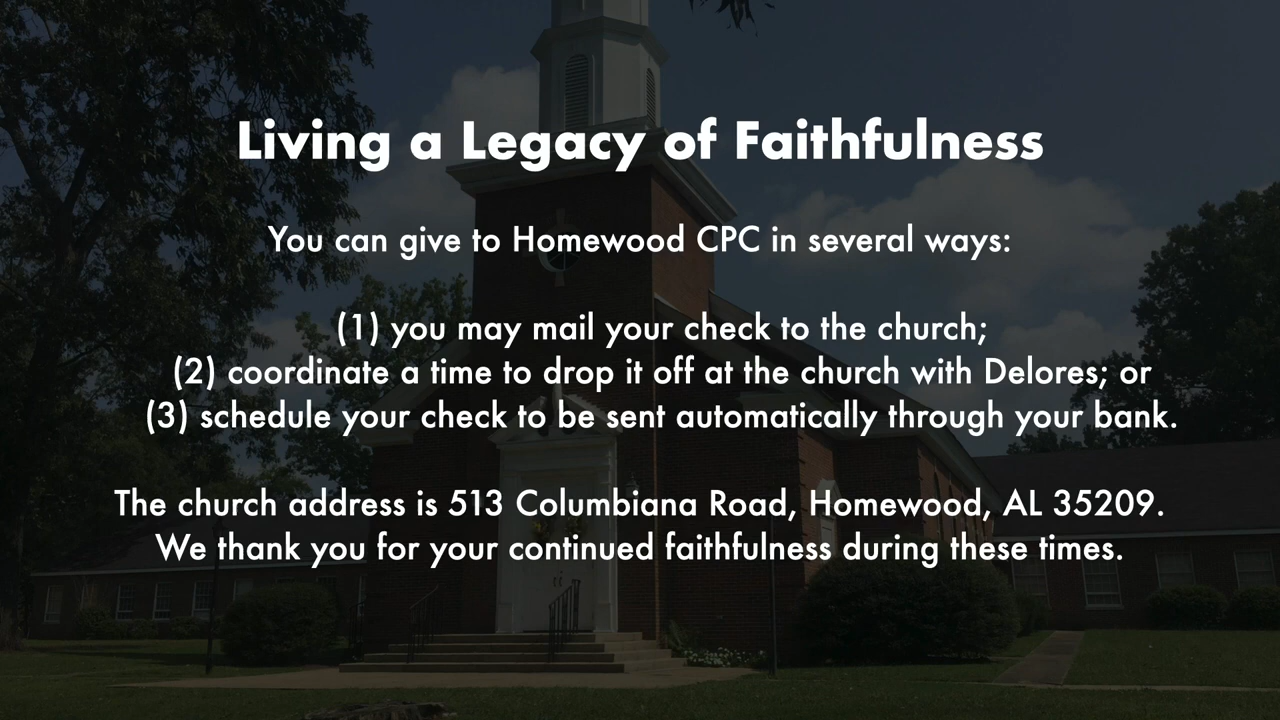 Living a Legacy of Faithfulness
You can give to Homewood CPC in several ways:
(1) you may mail your check to the church;
(2) coordinate a time to drop it off at the church with Delores; or
(3) schedule your check to be sent automatically through your bank.
The church address is 513 Columbiana Road, Homewood, AL 35209.
We thank you for your continued faithfulness during these times.